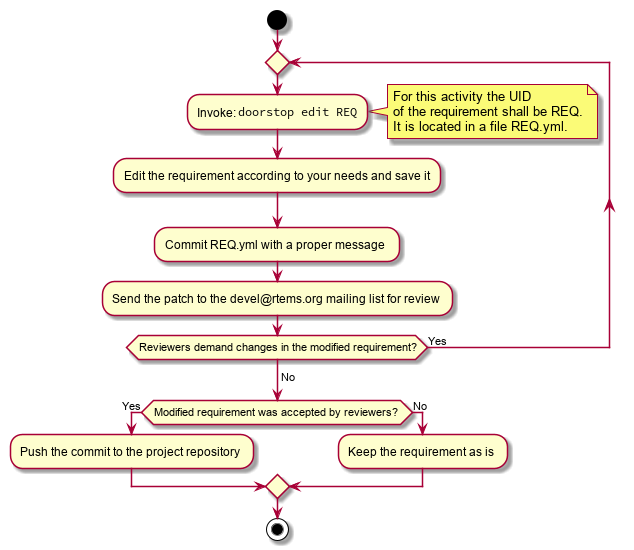 Invoke: doorstop edit REQ
For this activity the UID
of the requirement shall be REQ.
It is located in a file REQ.yml.
Edit the requirement according to your needs and save it
Commit REQ.yml with a proper message
Send the patch to the devel@rtems.org mailing list for review
Reviewers demand changes in the modified requirement?
Yes
No
Yes
Modified requirement was accepted by reviewers?
No
Push the commit to the project repository
Keep the requirement as is